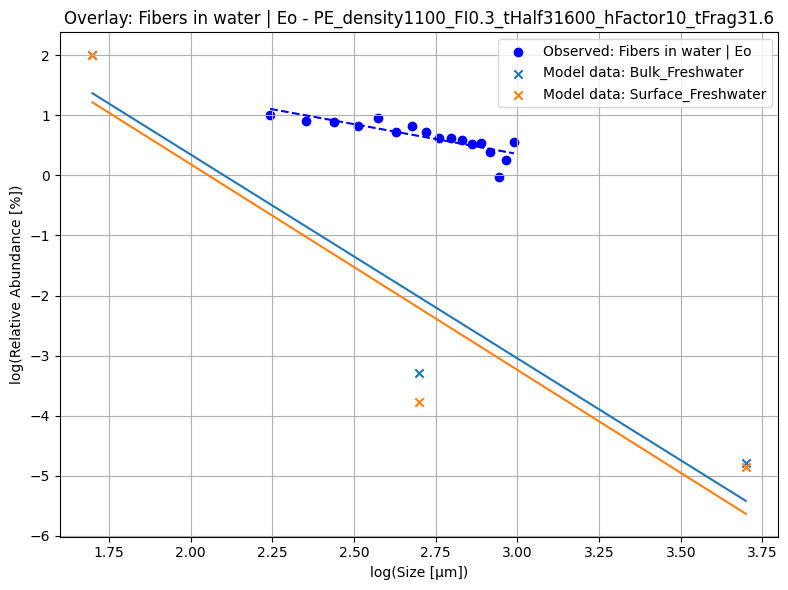 Overlay: Fibers in water | Eo - PE_density1100_FI0.3_tHalf31600_hFactor10_tFrag31.6
Observed: Fibers in water | Eo
Model data: Bulk_Freshwater
Model data: Surface_Freshwater
log(Relative Abundance [%])
2
1
0
−1
−2
−3
−4
−5
−6
1.75 2.00 2.25 2.50 2.75 3.00 3.25 3.50 3.75
log(Size [µm])